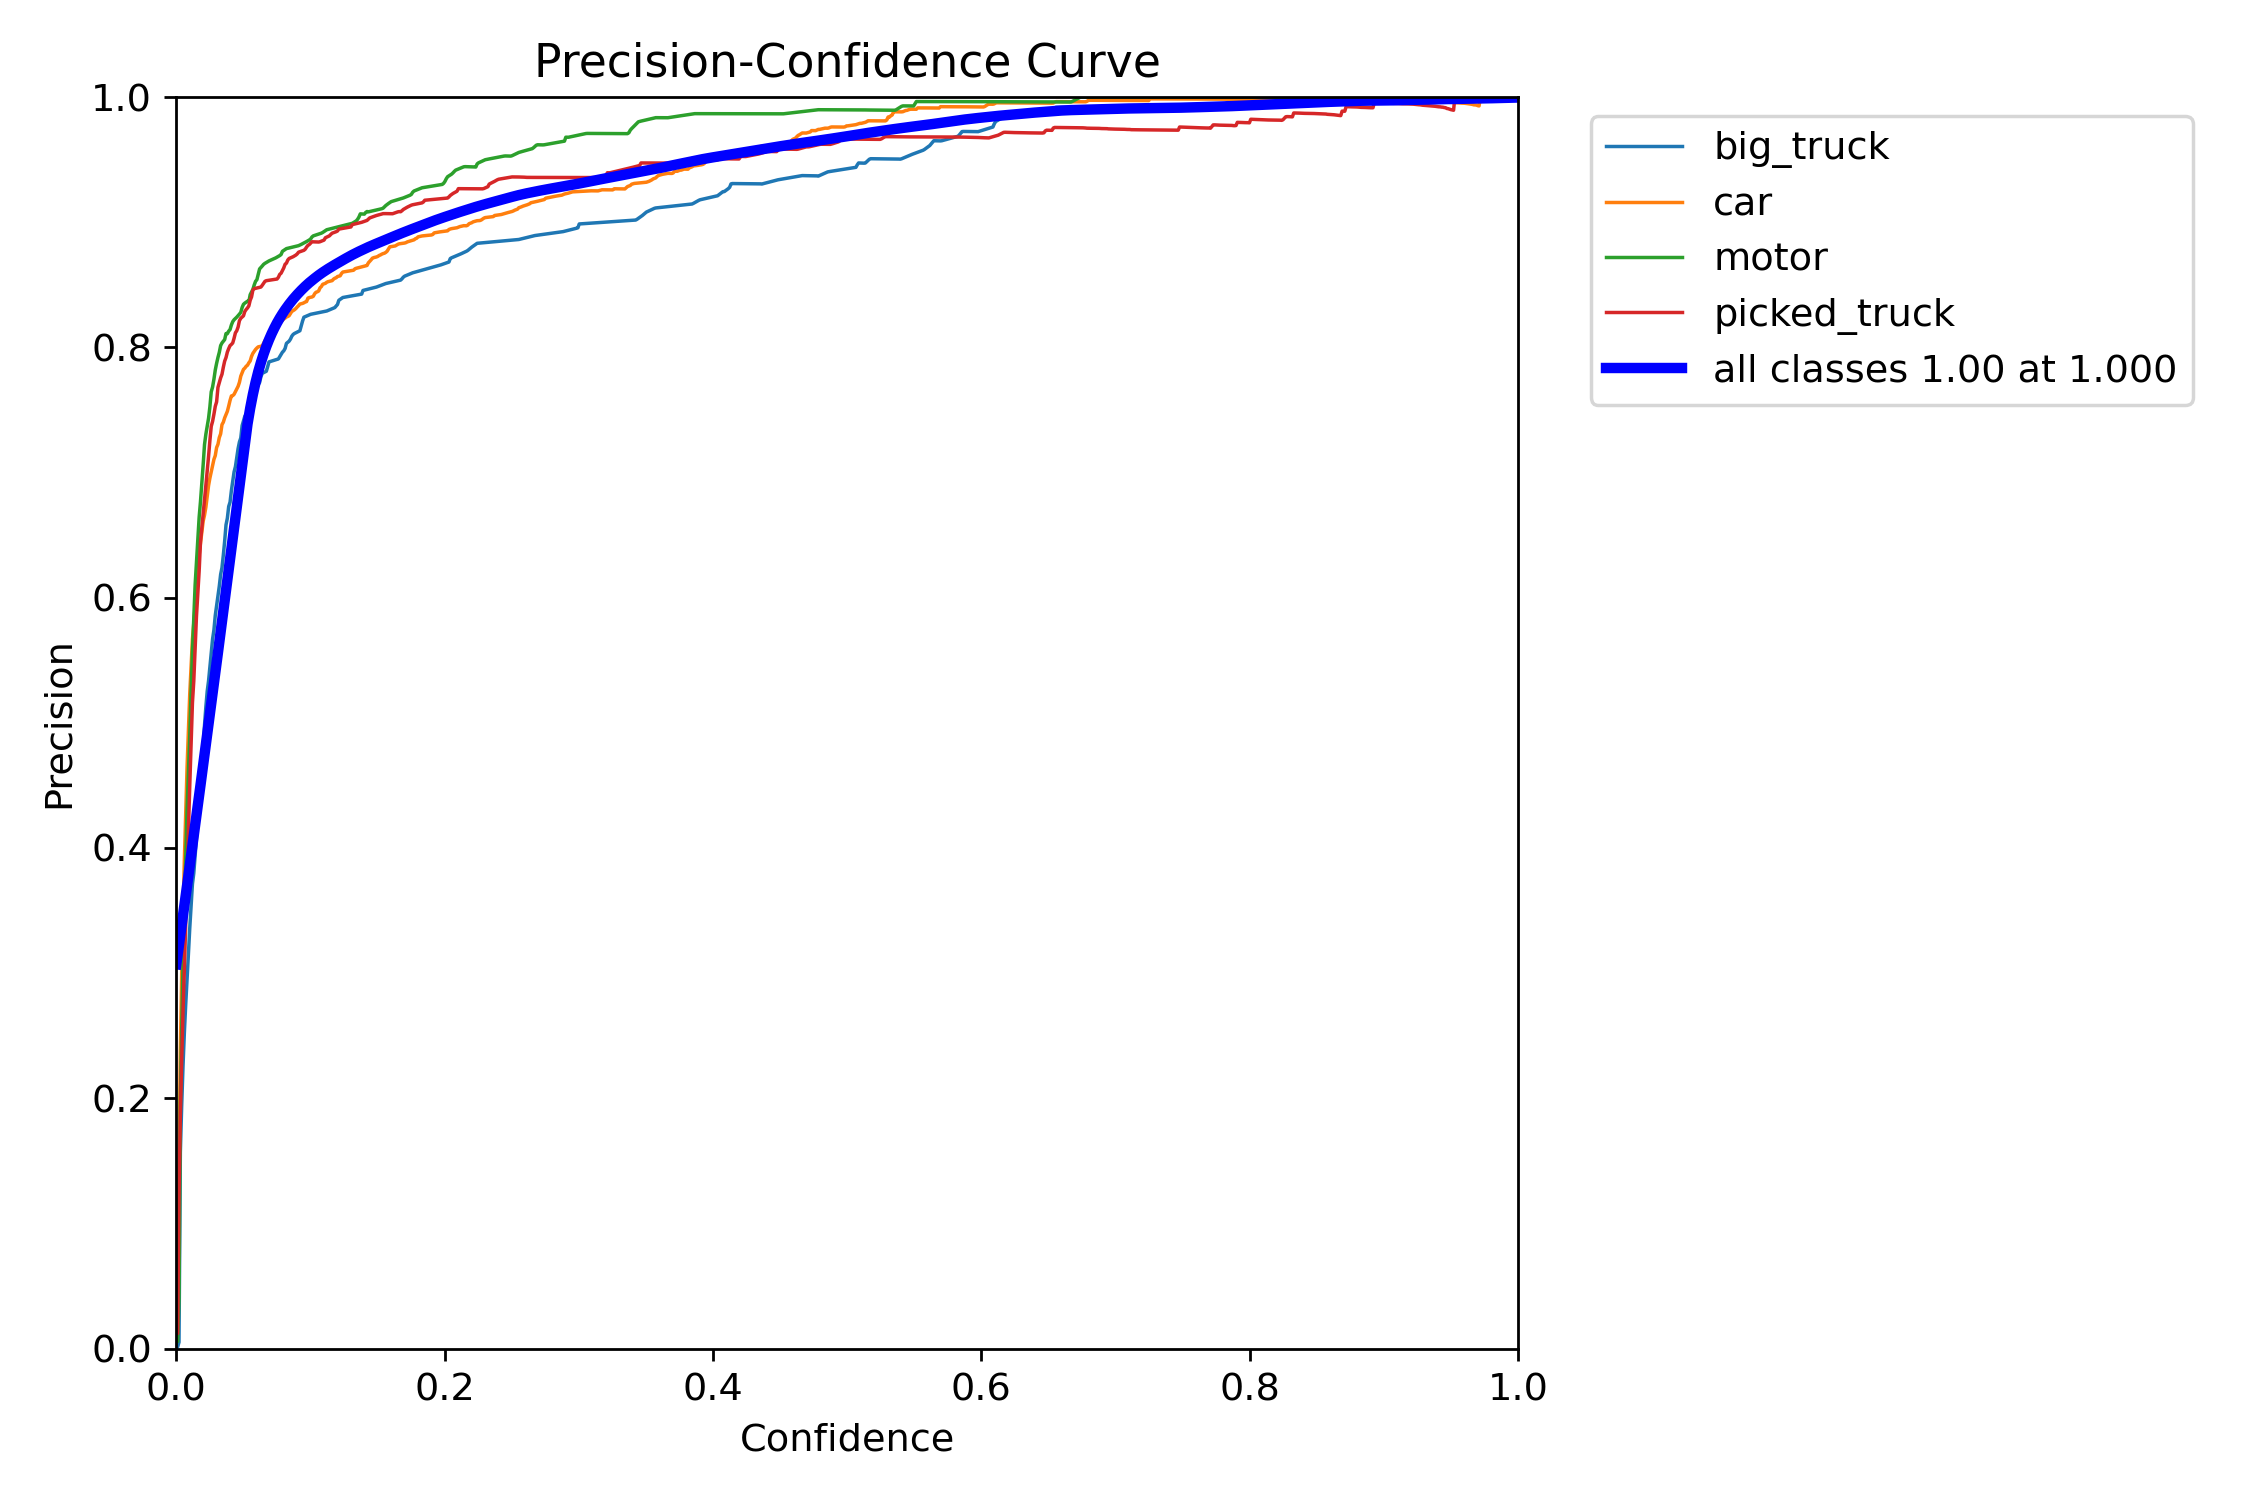 Precision-Confidence Curve
1.0
0.8
0.6
0.4
0.2
0.0
Precision
0.0 0.2 0.4 0.6 0.8 1.0
Confidence
big_truck
car
motor
picked_truck
all classes 1.00 at 1.000